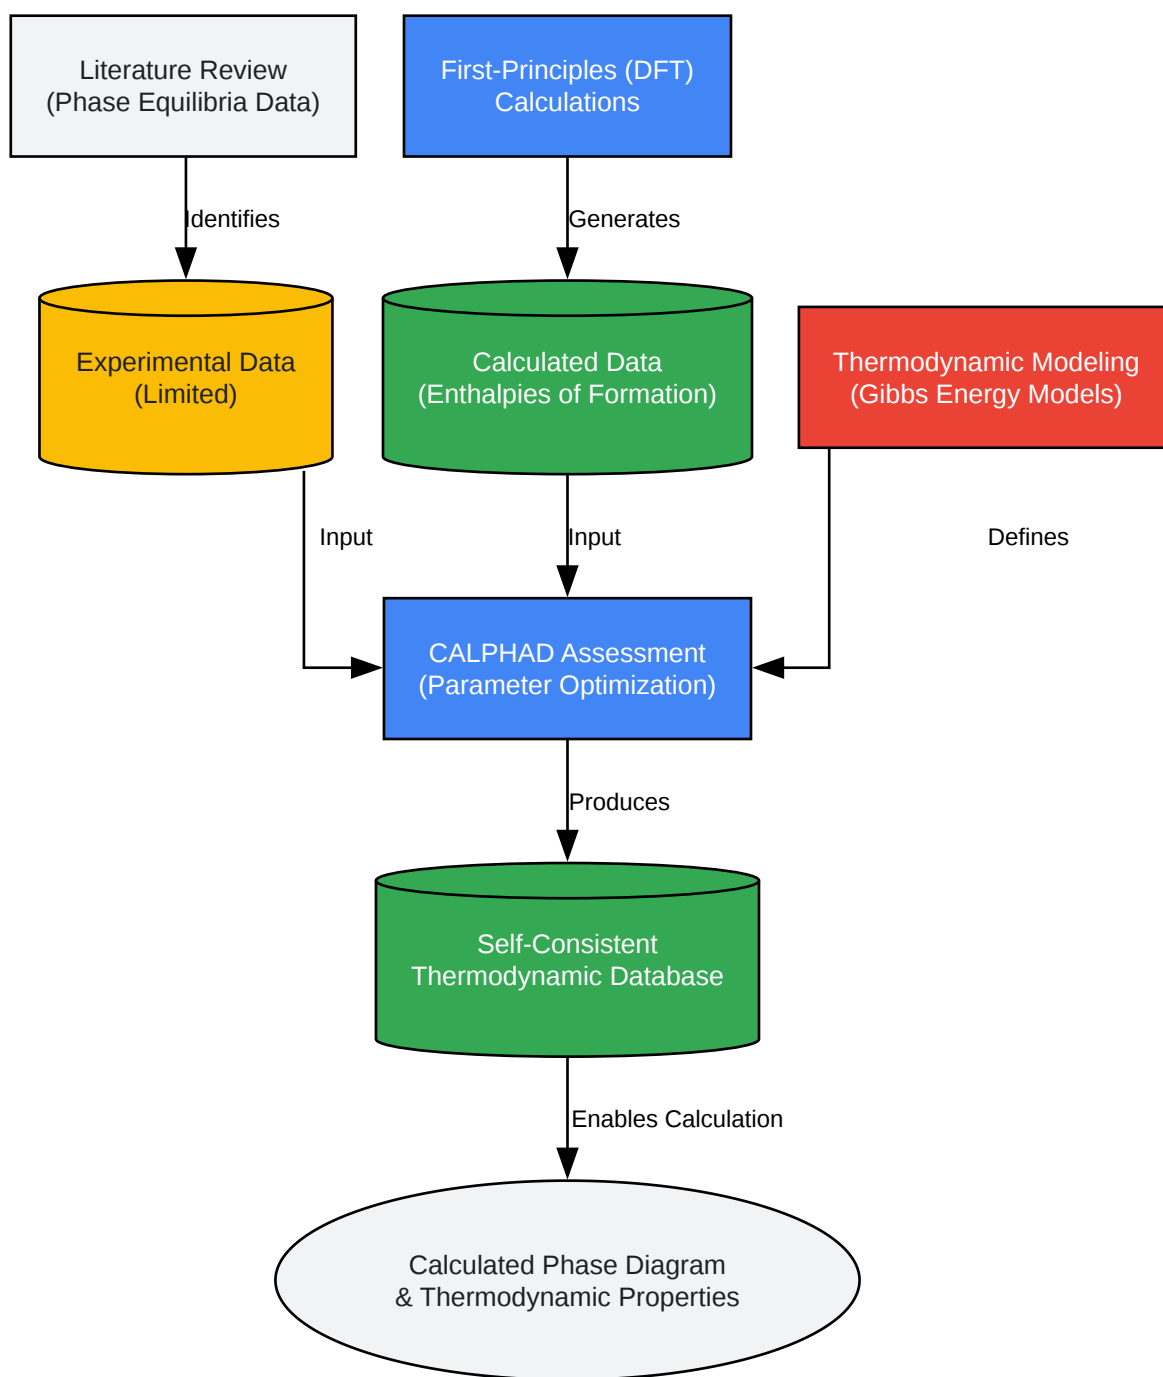 Literature Review
(Phase Equilibria Data)
First-Principles (DFT)
Calculations
Identifies
Generates
Experimental Data
(Limited)
Calculated Data
(Enthalpies of Formation)
Thermodynamic Modeling
(Gibbs Energy Models)
Input
Input
Defines
CALPHAD Assessment
(Parameter Optimization)
Produces
Self-Consistent
Thermodynamic Database
Enables Calculation
Calculated Phase Diagram
& Thermodynamic Properties